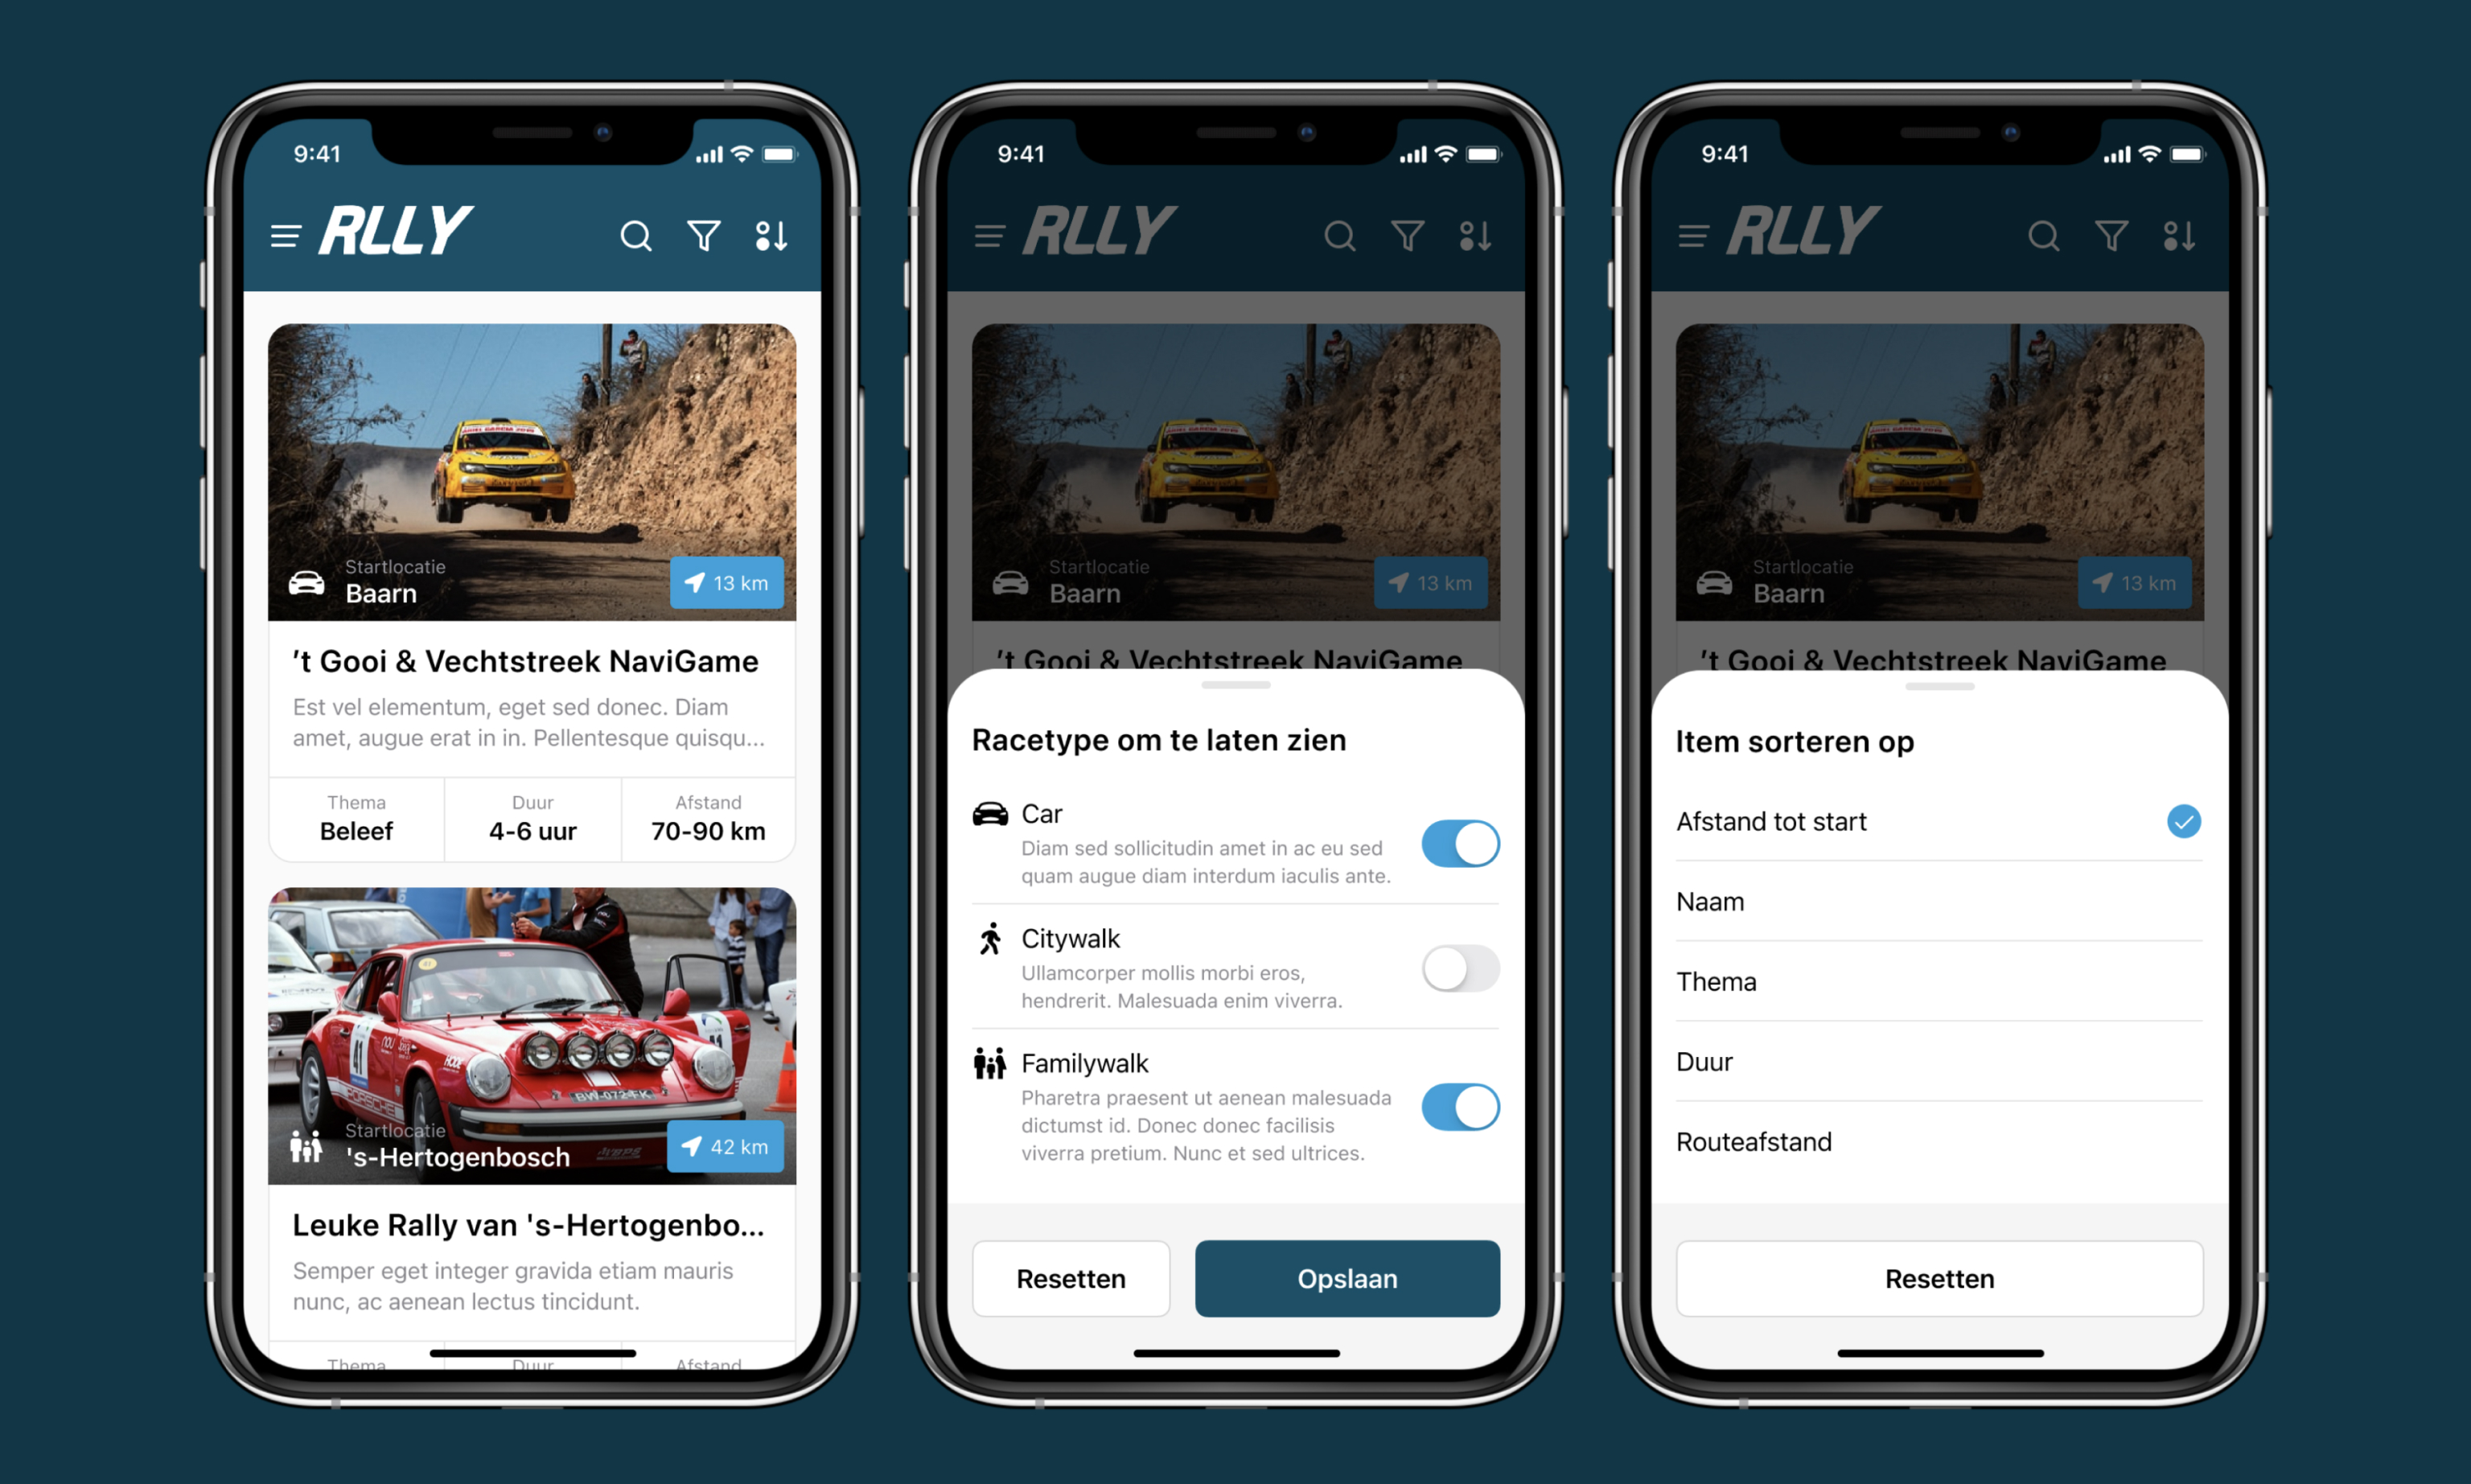 9:41
RLLY
Startlocatie
Baarn
13 km
't Gooi & Vechtstreek NaviGame
Est vel elementum, eget sed donec. Diam
amet, augue erat in in. Pellentesque quisqu...
Thema
Beleef
Duur
4-6 uur
Afstand
70-90 km
41
PORSCHE
BW-0724-FK
Startlocatie
's-Hertogenbosch
42 km
Leuke Rally van 's-Hertogenbo...
Semper eget integer gravida etiam mauris
nunc, ac aenean lectus tincidunt.
Thema
Duur
Afstand
9:41
RLLY
Startlocatie
Baarn
13 km
't Gooi & Vechtstreek NaviGame
Racetype om te laten zien
Car
Diam sed sollicitudin amet in ac eu sed
quam augue diam interdum iaculis ante.
Citywalk
Ullamcorper mollis morbi eros,
hendrerit. Malesuada enim viverra.
Familywalk
Pharetra praesent ut aenean malesuada
dictumst id. Donec donec facilisis
viverra pretium. Nunc et sed ultrices.
Resetten
Opslaan
9:41
RLLY
Startlocatie
Baarn
13 km
't Gooi & Vechtstreek NaviGame
Item sorteren op
Afstand tot start
Naam
Thema
Duur
Routeafstand
Resetten